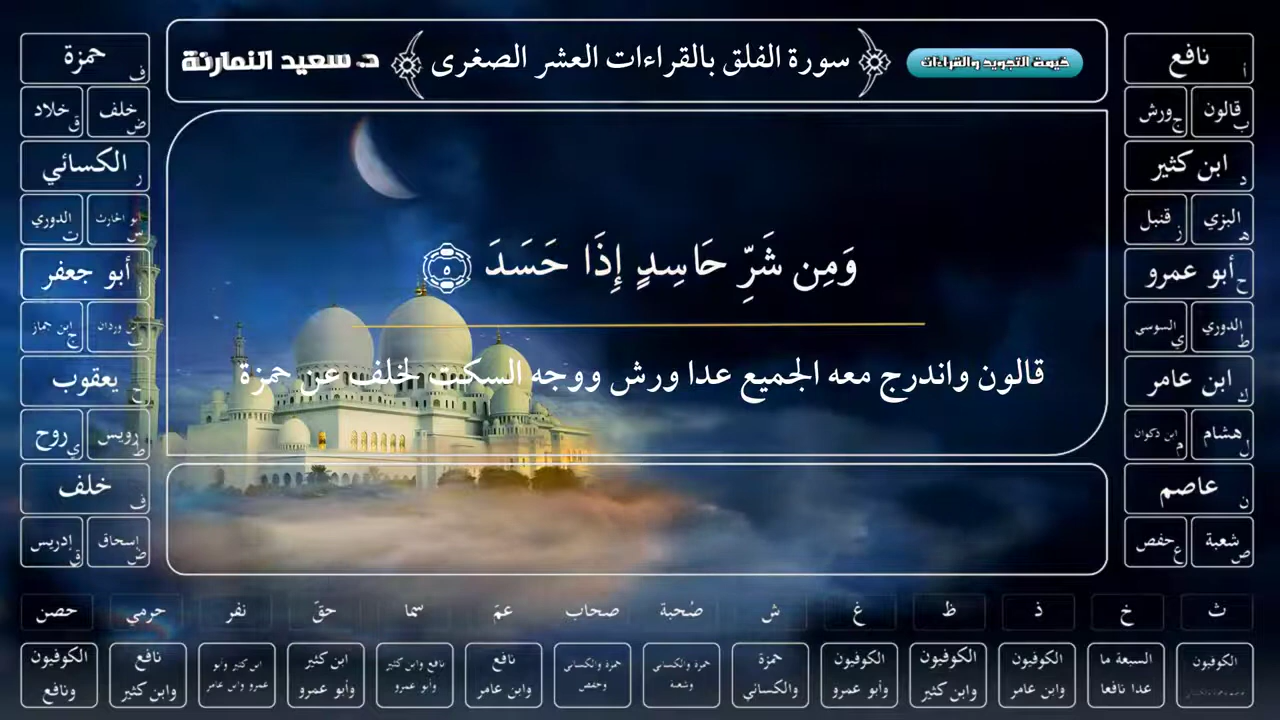 خيمة التجويد والقراءات
سورة الفلق بالقراءات العشر الصغرى
د. سعيد النمارنة
وَمِن شَرِّ حَاسِدٍ إِذَا حَسَدَ ٥
قالون واندرج معه الجميع عدا ورش ووجه السكت لخلف عن حمزة
نافع أ
قالون ب ورش ج
ابن كثير د
البزي ه قنبل ز
أبو عمرو ح
الدوري ط السوسي ي
ابن عامر ك
هشام ل ابن ذكوان م
عاصم ن
شعبة ص حفص ع
حمزة ف
خلف ض خلاد ق
الكسائي ر
أبو الحارث س الدوري ت
أبو جعفر أ
ابن وردان ب ابن جماز ج
يعقوب ح
رويس ط روح ي
خلف ف
إسحاق ض إدريس ق
ث خ ذ ظ غ ش صُحبة صحاب عمّ سما حقّ نفر حرمي حصن
الكوفيون
السبعة ما عدا نافعا
الكوفيون وابن عامر
الكوفيون وابن كثير
الكوفيون وأبو عمرو
حمزة والكسائي
حمزة والكسائي وشعبة
حمزة والكسائي وحفص
نافع وابن عامر
نافع وابن كثير وأبو عمرو
ابن كثير وأبو عمرو
ابن كثير وأبو عمرو وابن عامر
نافع وابن كثير
الكوفيون ونافع